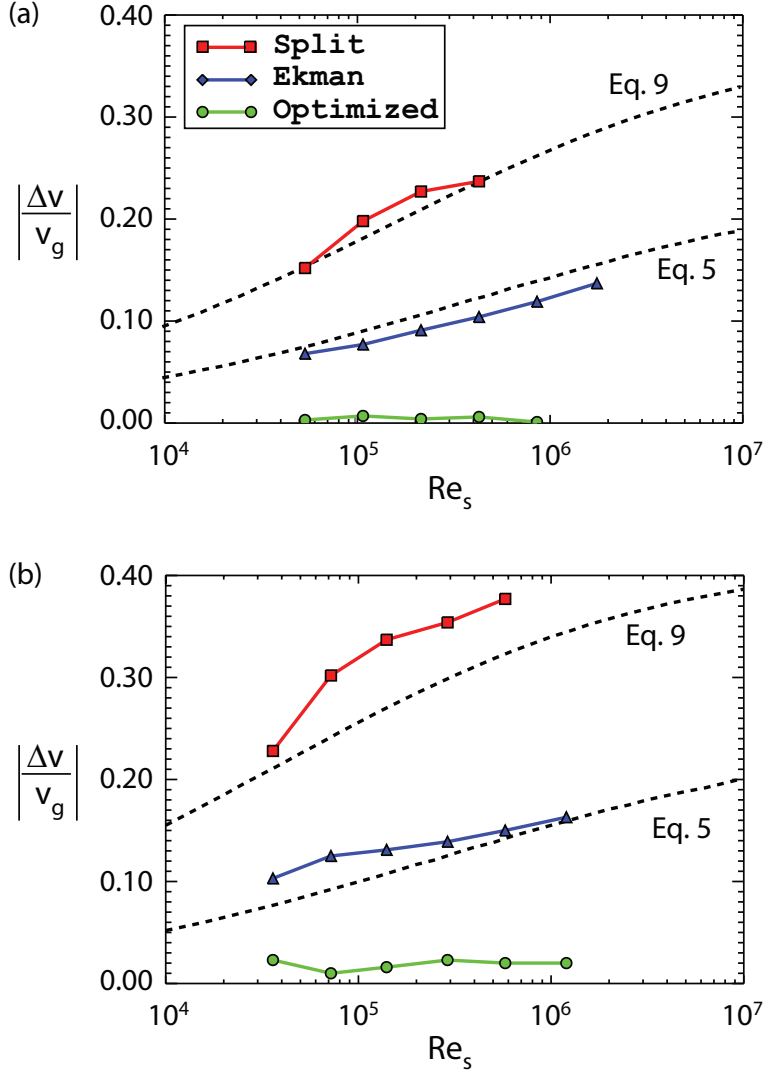 (a)
0.40
Split
Ekman
Optimized
Eq. 9
0.30
|Δv/v_g|
0.20
Eq. 5
0.10
0.00
10^4 10^5 10^6 10^7
Re_s
(b)
0.40
Eq. 9
0.30
|Δv/v_g|
0.20
Eq. 5
0.10
0.00
10^4 10^5 10^6 10^7
Re_s